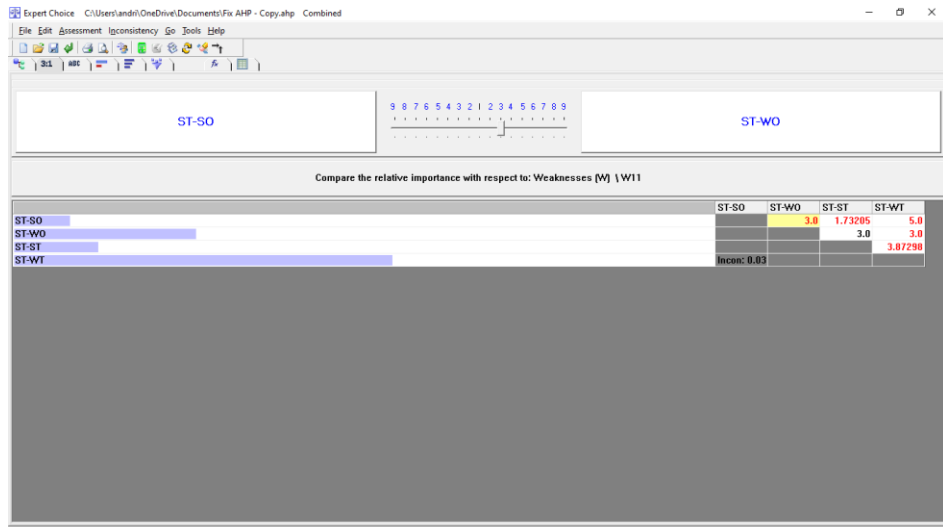 Expert Choice C:\Users\andri\OneDrive\Documents\Fix AHP - Copy.ahp Combined
File Edit Assessment Inconsistency Go Tools Help
3:1 ABC
ST-SO
9 8 7 6 5 4 3 2 1 2 3 4 5 6 7 8 9
ST-WO
Compare the relative importance with respect to: Weaknesses (W) \ W11
ST-SO ST-WO ST-ST ST-WT
ST-SO 3.0 1.73205 5.0
ST-WO 3.0 3.0
ST-ST 3.87298
ST-WT Incon: 0.03